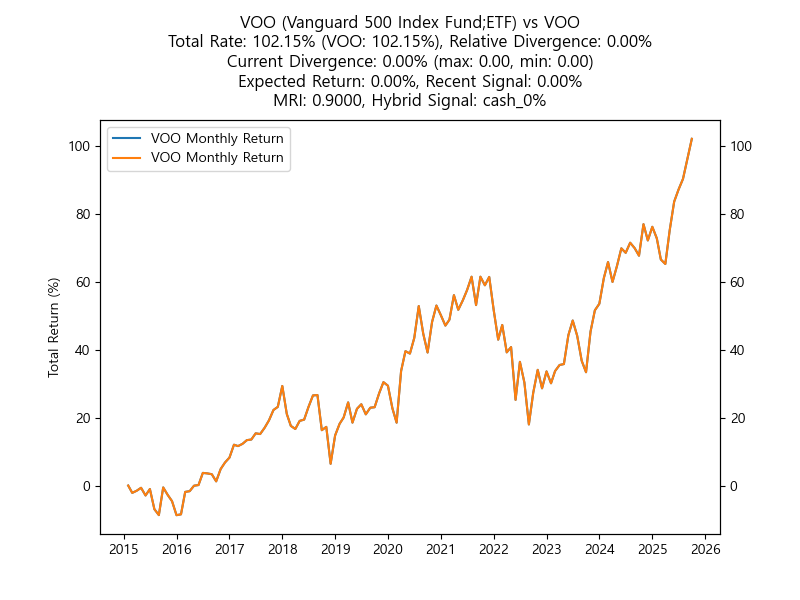 VOO (Vanguard 500 Index Fund;ETF) vs VOO
Total Rate: 102.15% (VOO: 102.15%), Relative Divergence: 0.00%
Current Divergence: 0.00% (max: 0.00, min: 0.00)
Expected Return: 0.00%, Recent Signal: 0.00%
MRI: 0.9000, Hybrid Signal: cash_0%
VOO Monthly Return
VOO Monthly Return
Total Return (%)
100
80
60
40
20
0
100
80
60
40
20
0
2015 2016 2017 2018 2019 2020 2021 2022 2023 2024 2025 2026